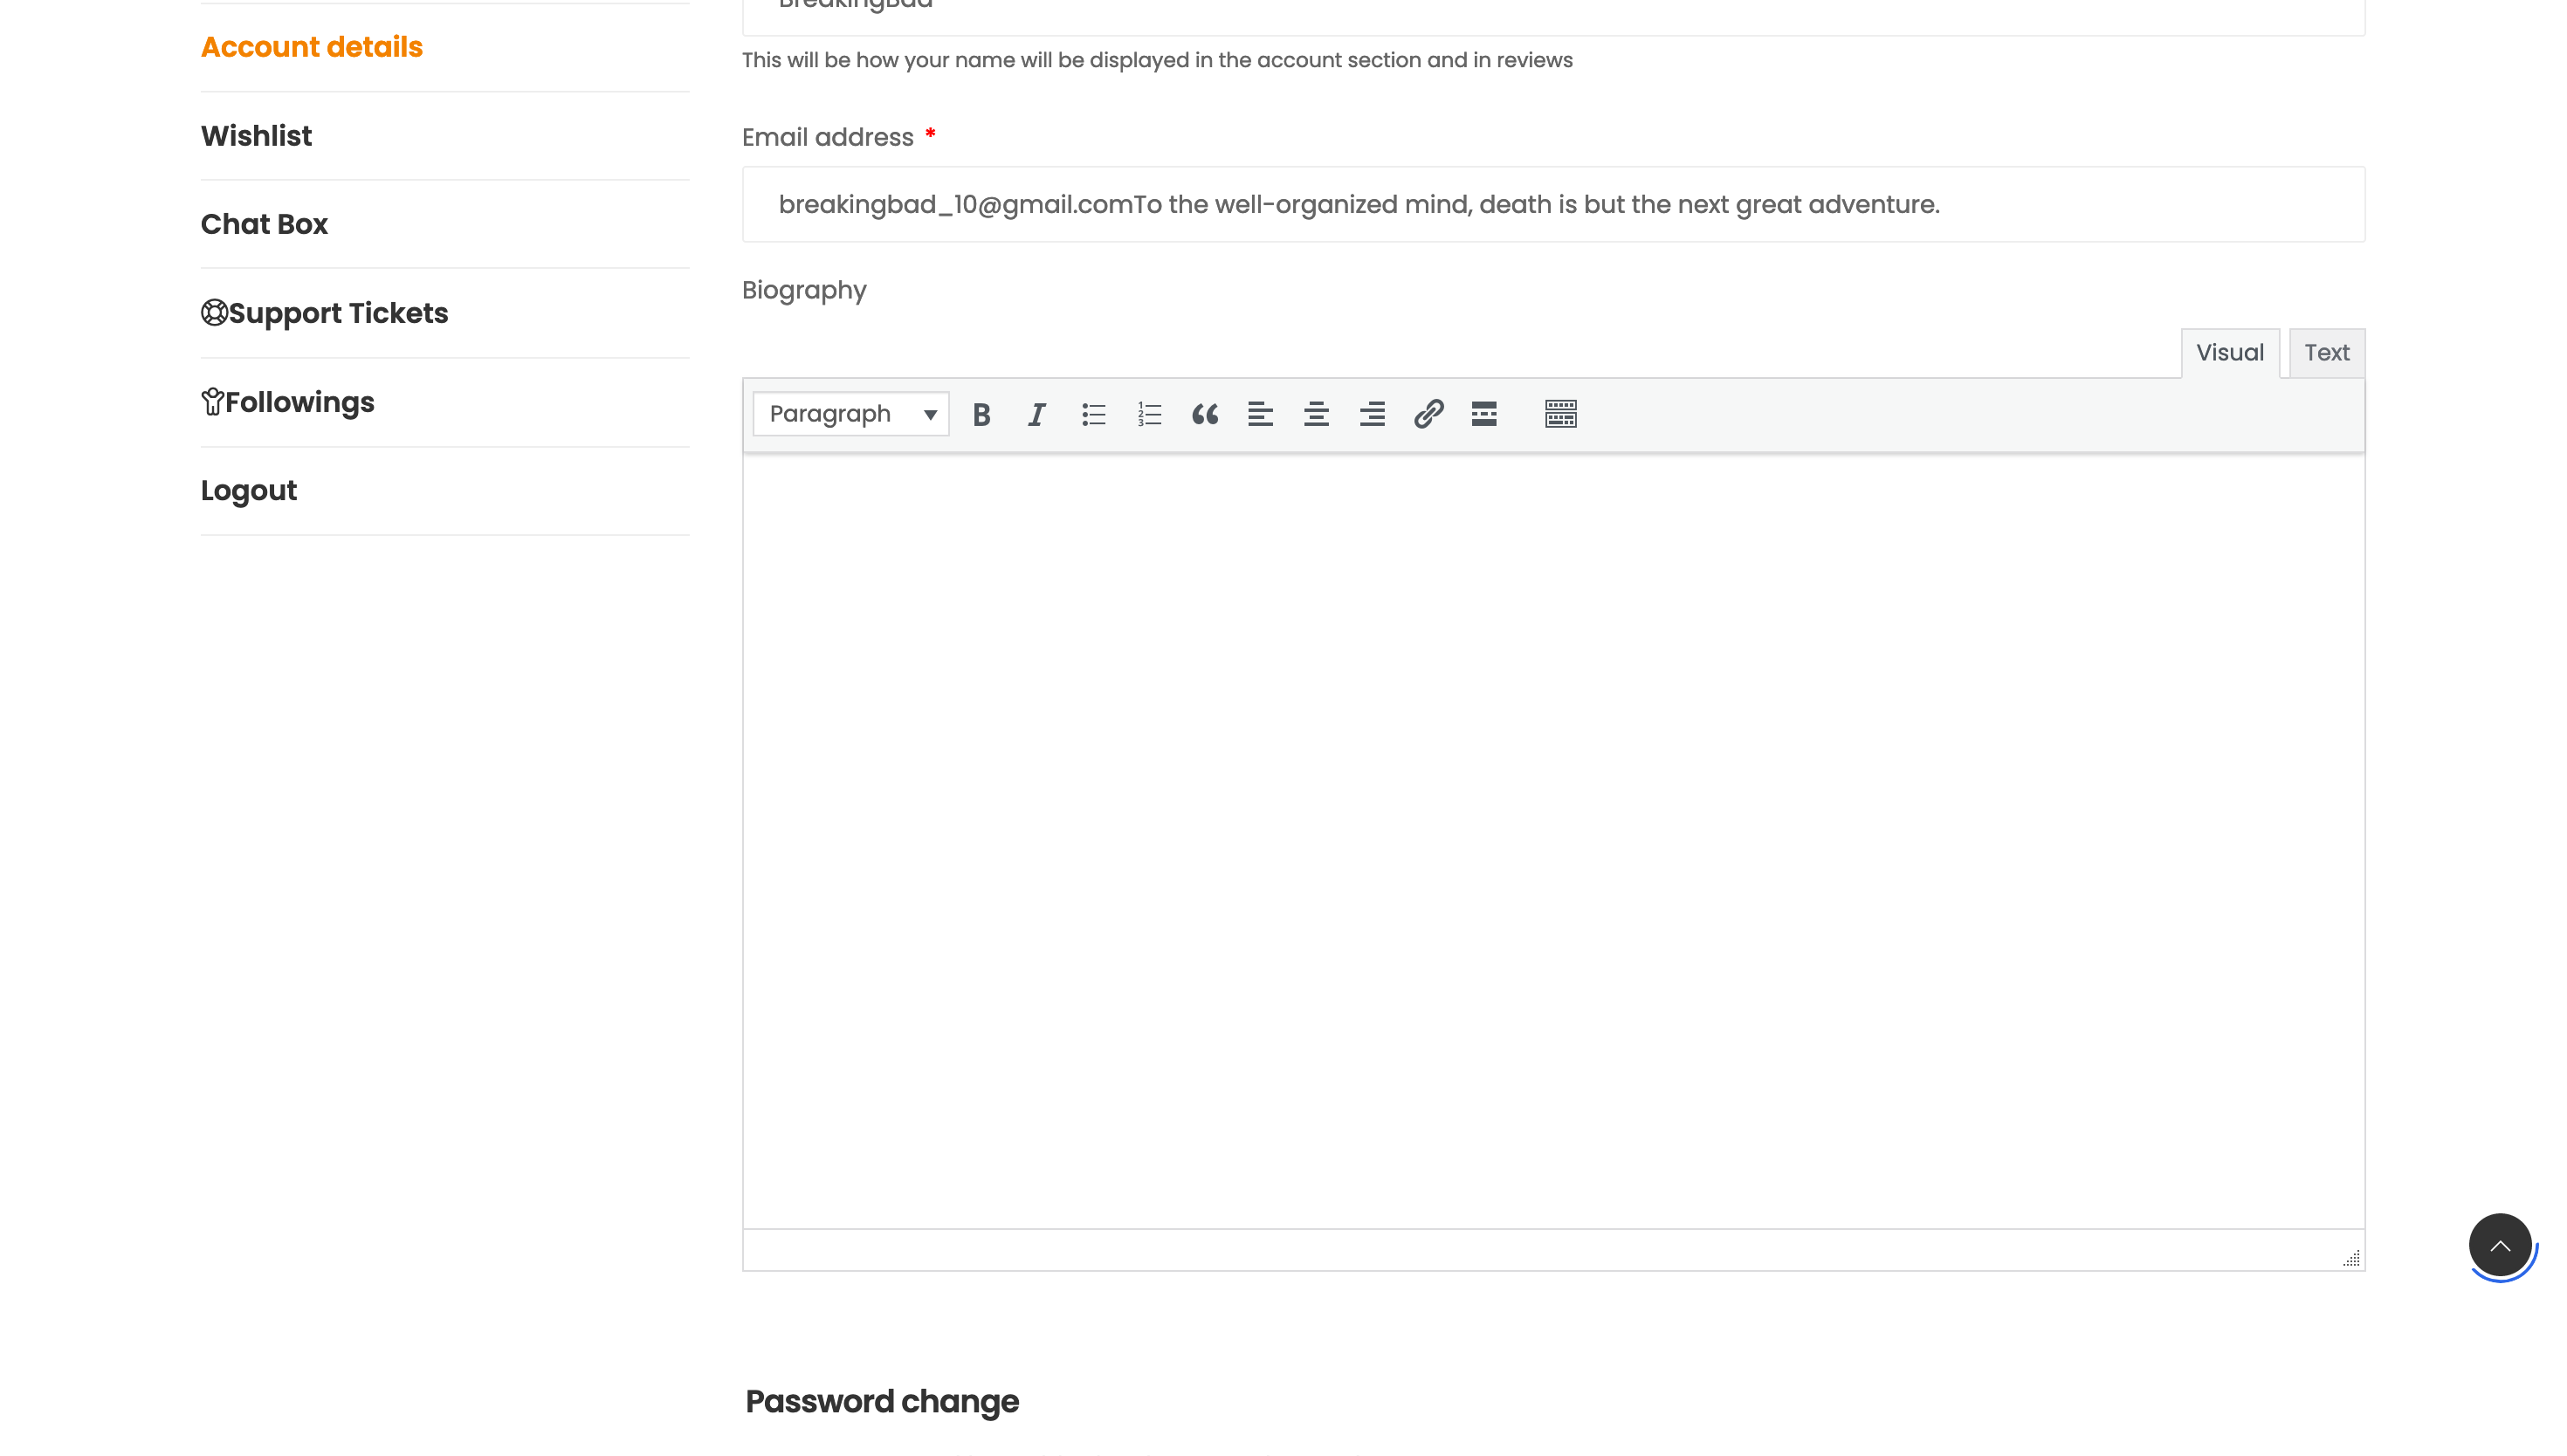 Account details
Wishlist
Chat Box
Support Tickets
Followings
Logout
BreakingBad
This will be how your name will be displayed in the account section and in reviews
Email address *
breakingbad_10@gmail.comTo the well-organized mind, death is but the next great adventure.
Biography
Visual
Text
Paragraph
Password change